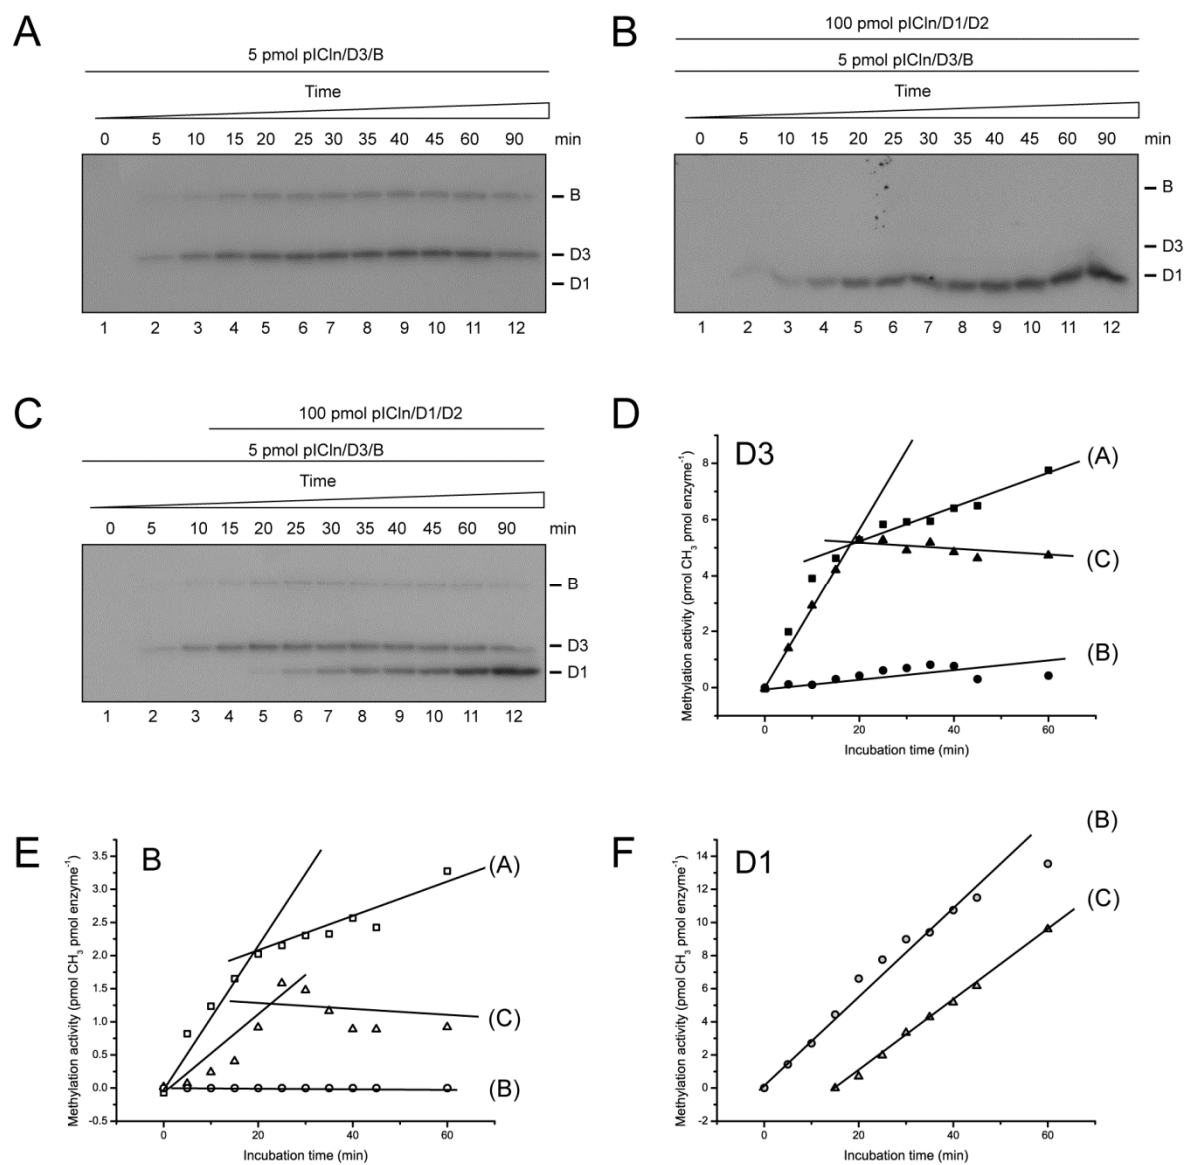 A
5 pmol pICln/D3/B
Time
0 5 10 15 20 25 30 35 40 45 60 90 min
B
D3
D1
1 2 3 4 5 6 7 8 9 10 11 12
B
100 pmol pICln/D1/D2
5 pmol pICln/D3/B
Time
0 5 10 15 20 25 30 35 40 45 60 90 min
B
D3
D1
1 2 3 4 5 6 7 8 9 10 11 12
C
100 pmol pICln/D1/D2
5 pmol pICln/D3/B
Time
0 5 10 15 20 25 30 35 40 45 60 90 min
B
D3
D1
1 2 3 4 5 6 7 8 9 10 11 12
D
D3
(A)
(C)
(B)
8
6
4
2
0
Methylation activity (pmol CH₃ pmol enzyme⁻¹)
0 20 40 60
Incubation time (min)
E
B
(A)
(C)
(B)
3.5
3.0
2.5
2.0
1.5
1.0
0.5
0.0
-0.5
Methylation activity (pmol CH₃ pmol enzyme⁻¹)
0 20 40 60
Incubation time (min)
F
D1
(B)
(C)
14
12
10
8
6
4
2
0
-2
Methylation activity (pmol CH₃ pmol enzyme⁻¹)
0 20 40 60
Incubation time (min)